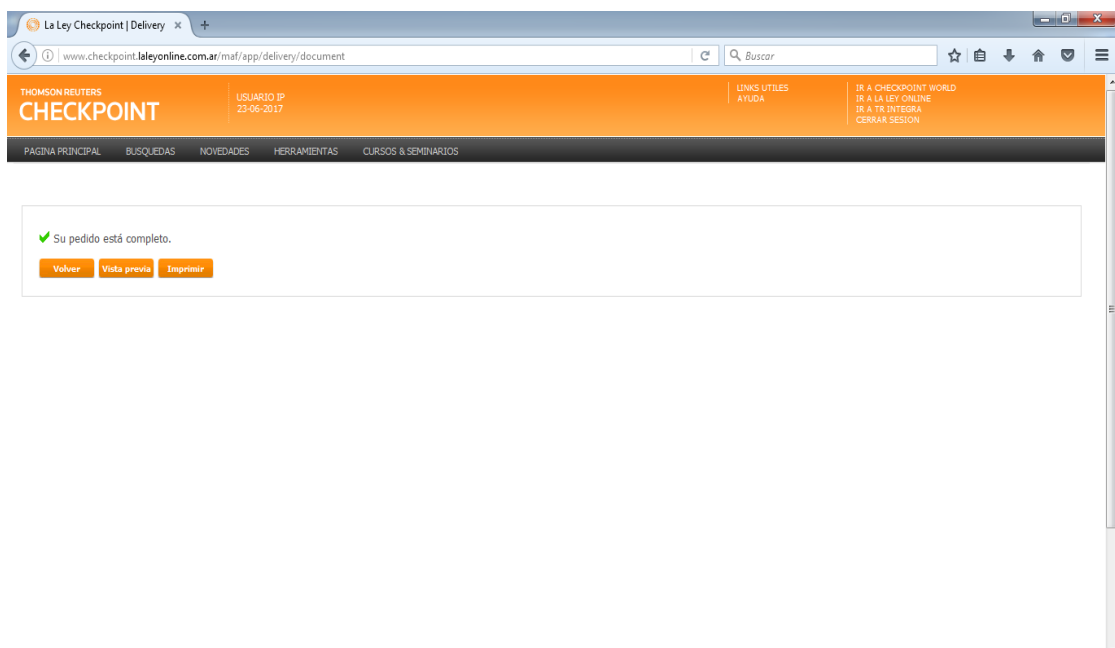 La Ley Checkpoint | Delivery
www.checkpoint.laleyonline.com.ar/maf/app/delivery/document
Buscar
THOMSON REUTERS
CHECKPOINT
USUARIO IP
23-06-2017
LINKS UTILES
AYUDA
IR A CHECKPOINT WORLD
IR A LA LEY ONLINE
IR A TR INTEGRA
CERRAR SESION
PAGINA PRINCIPAL BUSQUEDAS NOVEDADES HERRAMIENTAS CURSOS & SEMINARIOS
Su pedido está completo.
Volver Vista previa Imprimir